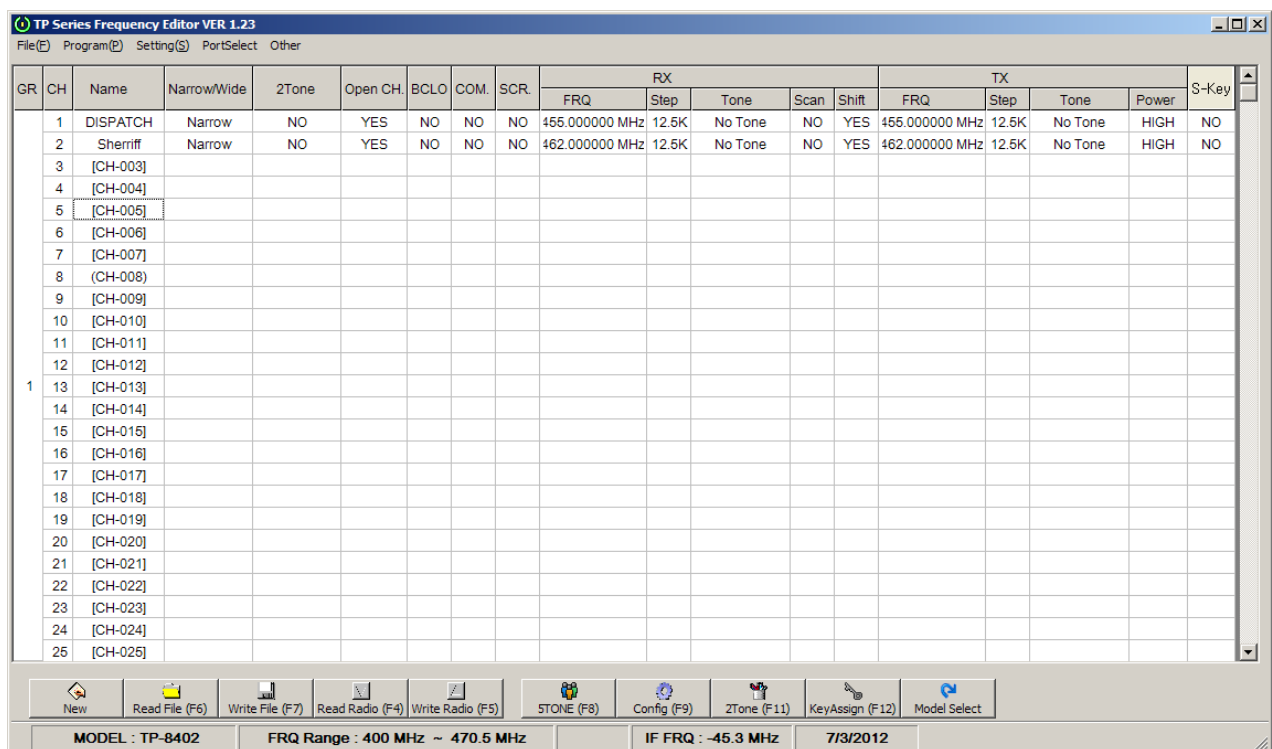 TP Series Frequency Editor VER 1.23
File(F) Program(P) Setting(S) PortSelect Other
RX TX
GR CH Name Narrow/Wide 2Tone Open CH. BCLO COM. SCR. S-Key
FRQ Step Tone Scan Shift FRQ Step Tone Power
1 DISPATCH Narrow NO YES NO NO NO 455.000000 MHz 12.5K No Tone NO YES 455.000000 MHz 12.5K No Tone HIGH NO
2 Sherriff Narrow NO YES NO NO NO 462.000000 MHz 12.5K No Tone NO YES 462.000000 MHz 12.5K No Tone HIGH NO
3 [CH-003]
4 [CH-004]
5 [CH-005]
6 [CH-006]
7 [CH-007]
8 (CH-008)
9 [CH-009]
10 [CH-010]
11 [CH-011]
12 [CH-012]
1 13 [CH-013]
14 [CH-014]
15 [CH-015]
16 [CH-016]
17 [CH-017]
18 [CH-018]
19 [CH-019]
20 [CH-020]
21 [CH-021]
22 [CH-022]
23 [CH-023]
24 [CH-024]
25 [CH-025]
New Read File (F6) Write File (F7) Read Radio (F4) Write Radio (F5) 5TONE (F8) Config (F9) 2Tone (F11) KeyAssign (F12) Model Select
MODEL : TP-8402 FRQ Range : 400 MHz ~ 470.5 MHz IF FRQ : -45.3 MHz 7/3/2012